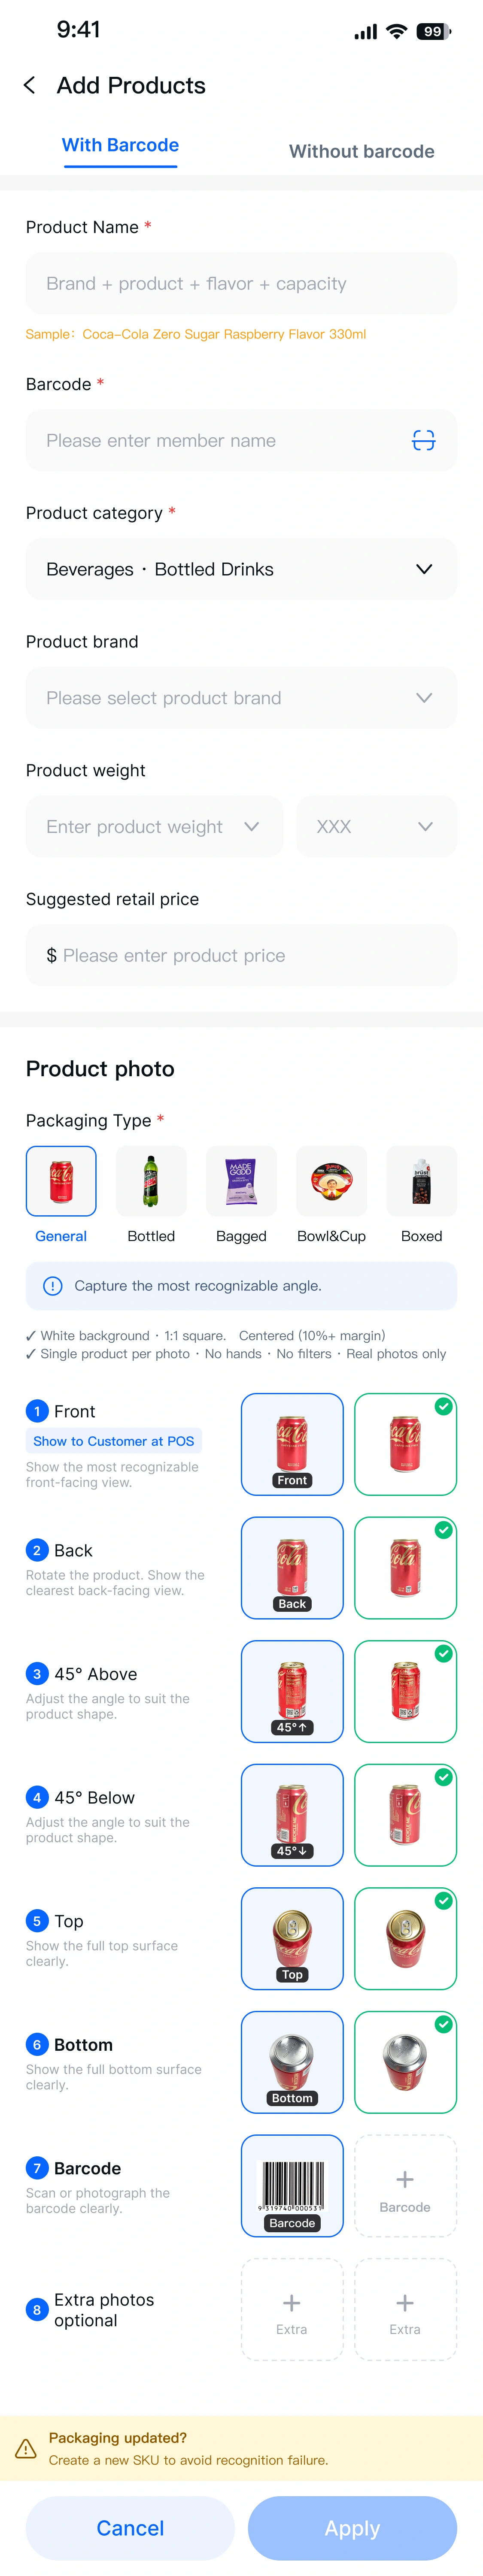 9:41
99
Add Products
With Barcode
Without barcode
Product Name *
Brand + product + flavor + capacity
Sample: Coca-Cola Zero Sugar Raspberry Flavor 330ml
Barcode *
Please enter member name
Product category *
Beverages · Bottled Drinks
Product brand
Please select product brand
Product weight
Enter product weight
XXX
Suggested retail price
$ Please enter product price
Product photo
Packaging Type *
MADE GOOD
General
Bottled
Bagged
Bowl&Cup
Boxed
Capture the most recognizable angle.
✓ White background · 1:1 square. Centered (10%+ margin)
✓ Single product per photo · No hands · No filters · Real photos only
1 Front
Show to Customer at POS
Show the most recognizable
front-facing view.
Front
2 Back
Rotate the product. Show the
clearest back-facing view.
Back
3 45° Above
Adjust the angle to suit the
product shape.
45°↑
4 45° Below
Adjust the angle to suit the
product shape.
45°↓
5 Top
Show the full top surface
clearly.
Top
6 Bottom
Show the full bottom surface
clearly.
Bottom
7 Barcode
Scan or photograph the
barcode clearly.
9 319740 000531
Barcode
+
Barcode
8 Extra photos
optional
+
Extra
+
Extra
Packaging updated?
Create a new SKU to avoid recognition failure.
Cancel
Apply